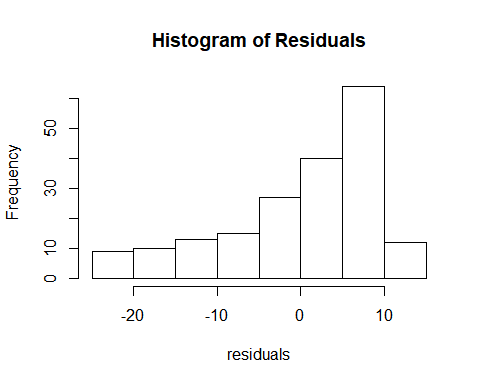 Histogram of Residuals
Frequency
50
30
10
0
-20 -10 0 10
residuals